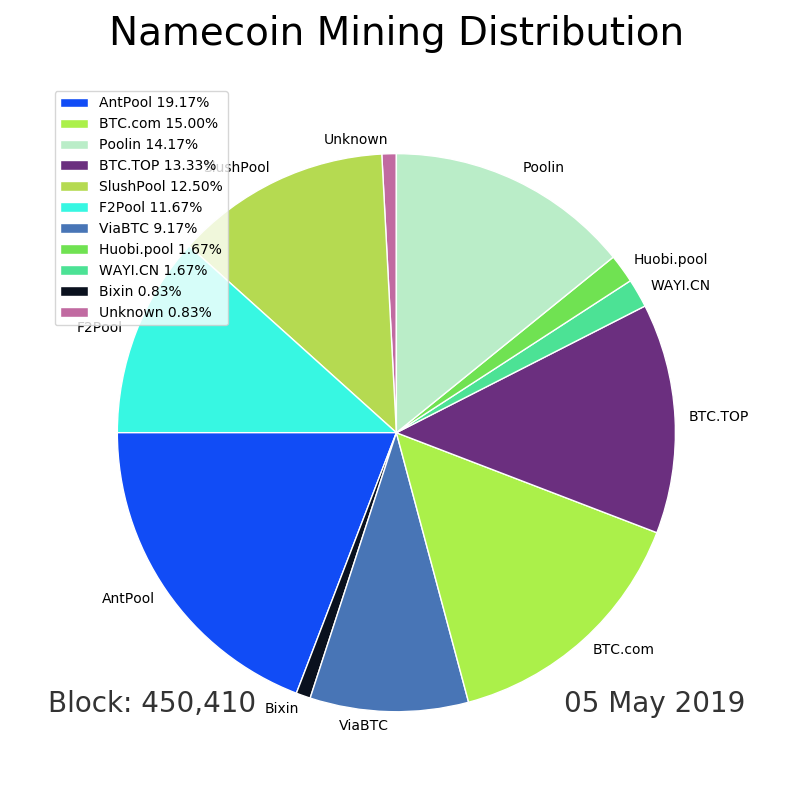 Namecoin Mining Distribution
AntPool 19.17%
BTC.com 15.00%
Poolin 14.17%
BTC.TOP 13.33%
SlushPool 12.50%
F2Pool 11.67%
ViaBTC 9.17%
Huobi.pool 1.67%
WAYI.CN 1.67%
Bixin 0.83%
Unknown 0.83%
Unknown
SlushPool
Poolin
Huobi.pool
WAYI.CN
F2Pool
BTC.TOP
AntPool
BTC.com
Bixin
ViaBTC
Block: 450,410
05 May 2019